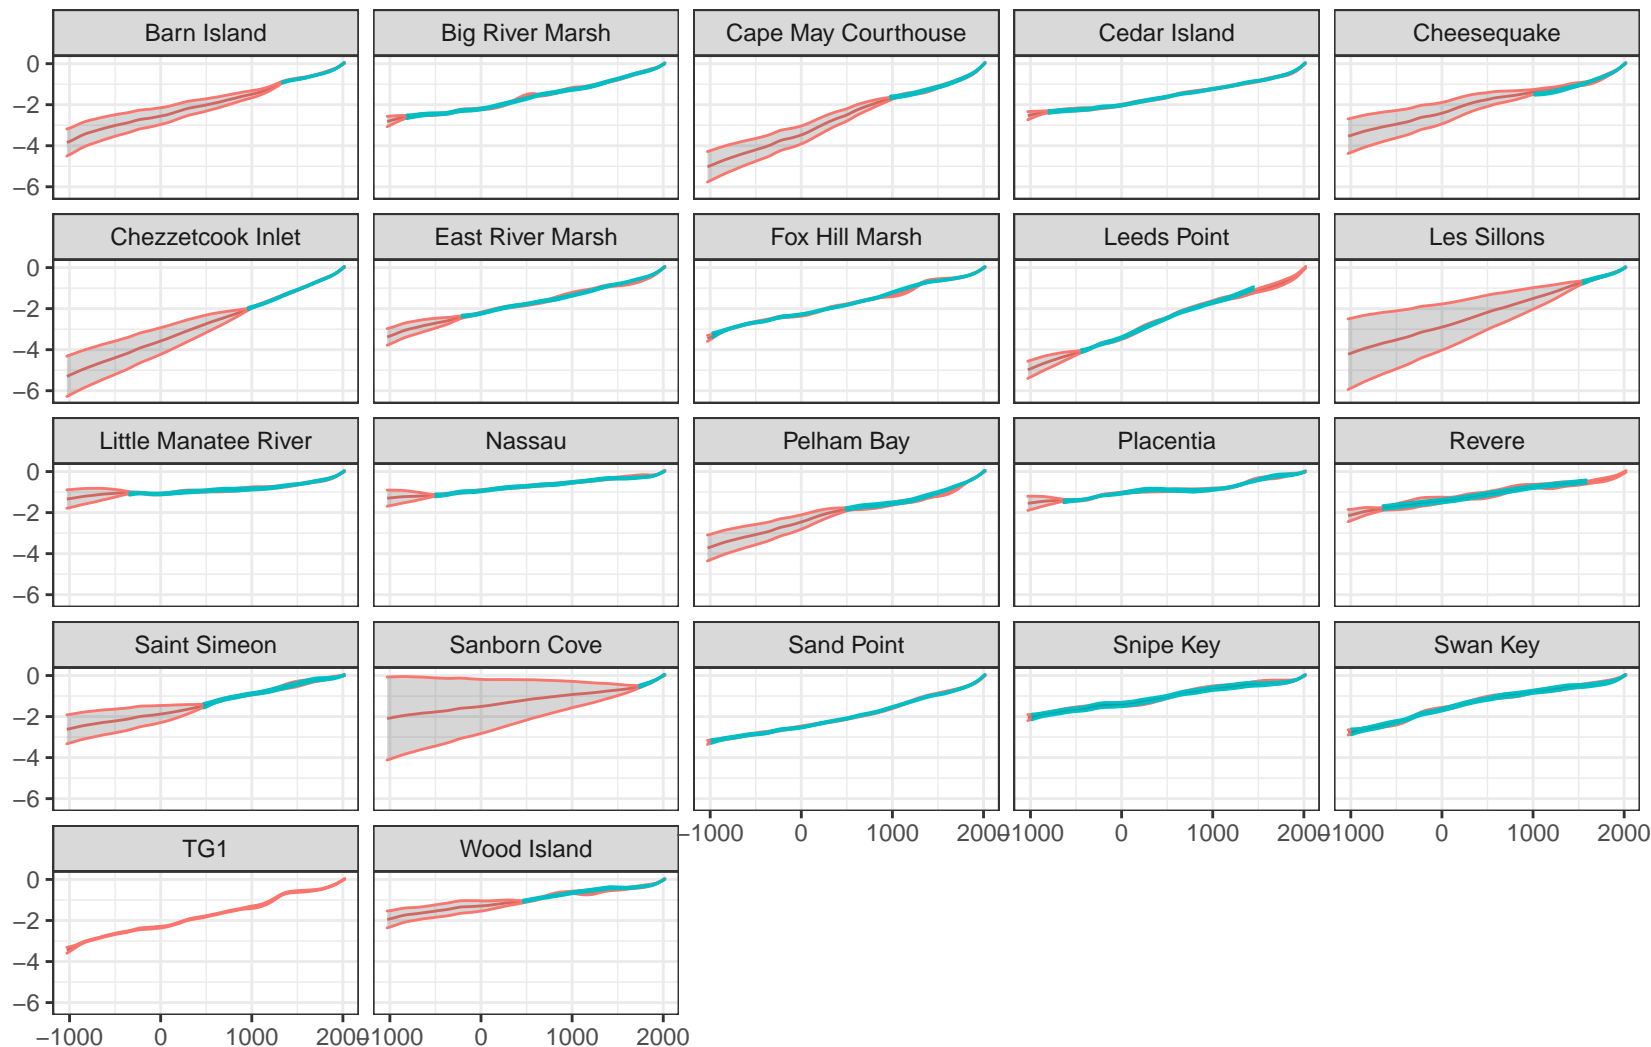 Barn Island Big River Marsh Cape May Courthouse Cedar Island Cheesequake
0
−2
−4
−6
Chezzetcook Inlet East River Marsh Fox Hill Marsh Leeds Point Les Sillons
0
−2
−4
−6
Little Manatee River Nassau Pelham Bay Placentia Revere
0
−2
−4
−6
Saint Simeon Sanborn Cove Sand Point Snipe Key Swan Key
0
−2
−4
−6
−1000 0 1000 2000 −1000 0 1000 2000 −1000 0 1000 2000
TG1 Wood Island
0
−2
−4
−6
−1000 0 1000 2000 −1000 0 1000 2000